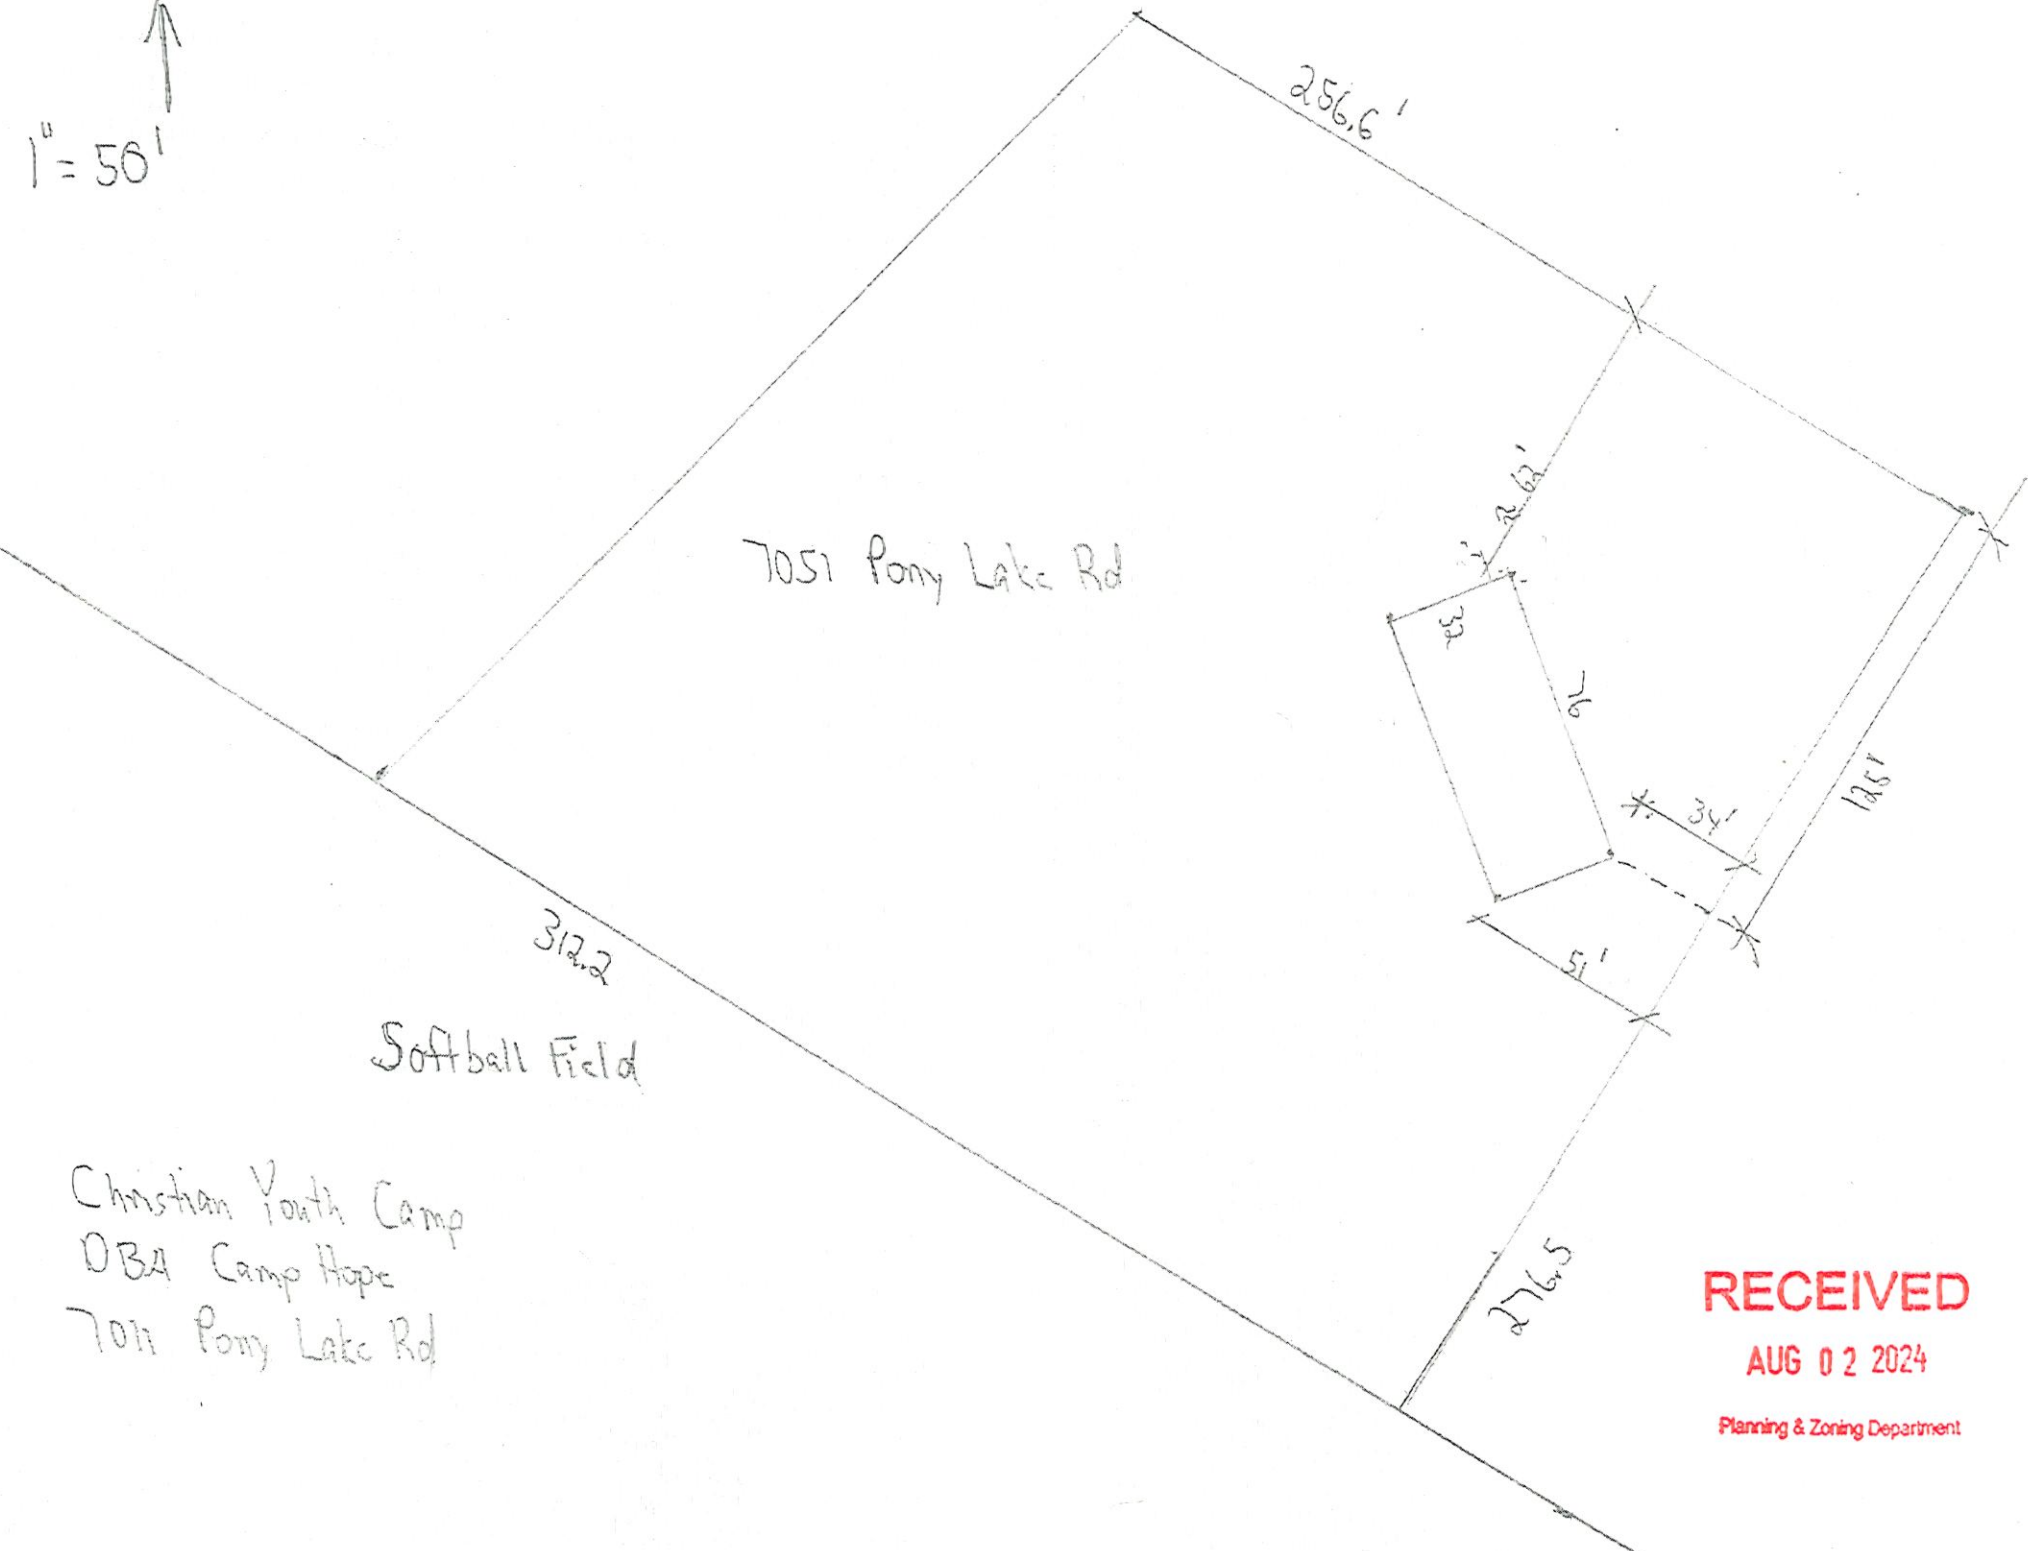 1" = 50'
256.6'
≈ 62'
7051 Pony Lake Rd
34'
125'
51'
312.2
Softball Field
Christian Youth Camp
DBA Camp Hope
7011 Pony Lake Rd
276.5
RECEIVED
AUG 02 2024
Planning & Zoning Department